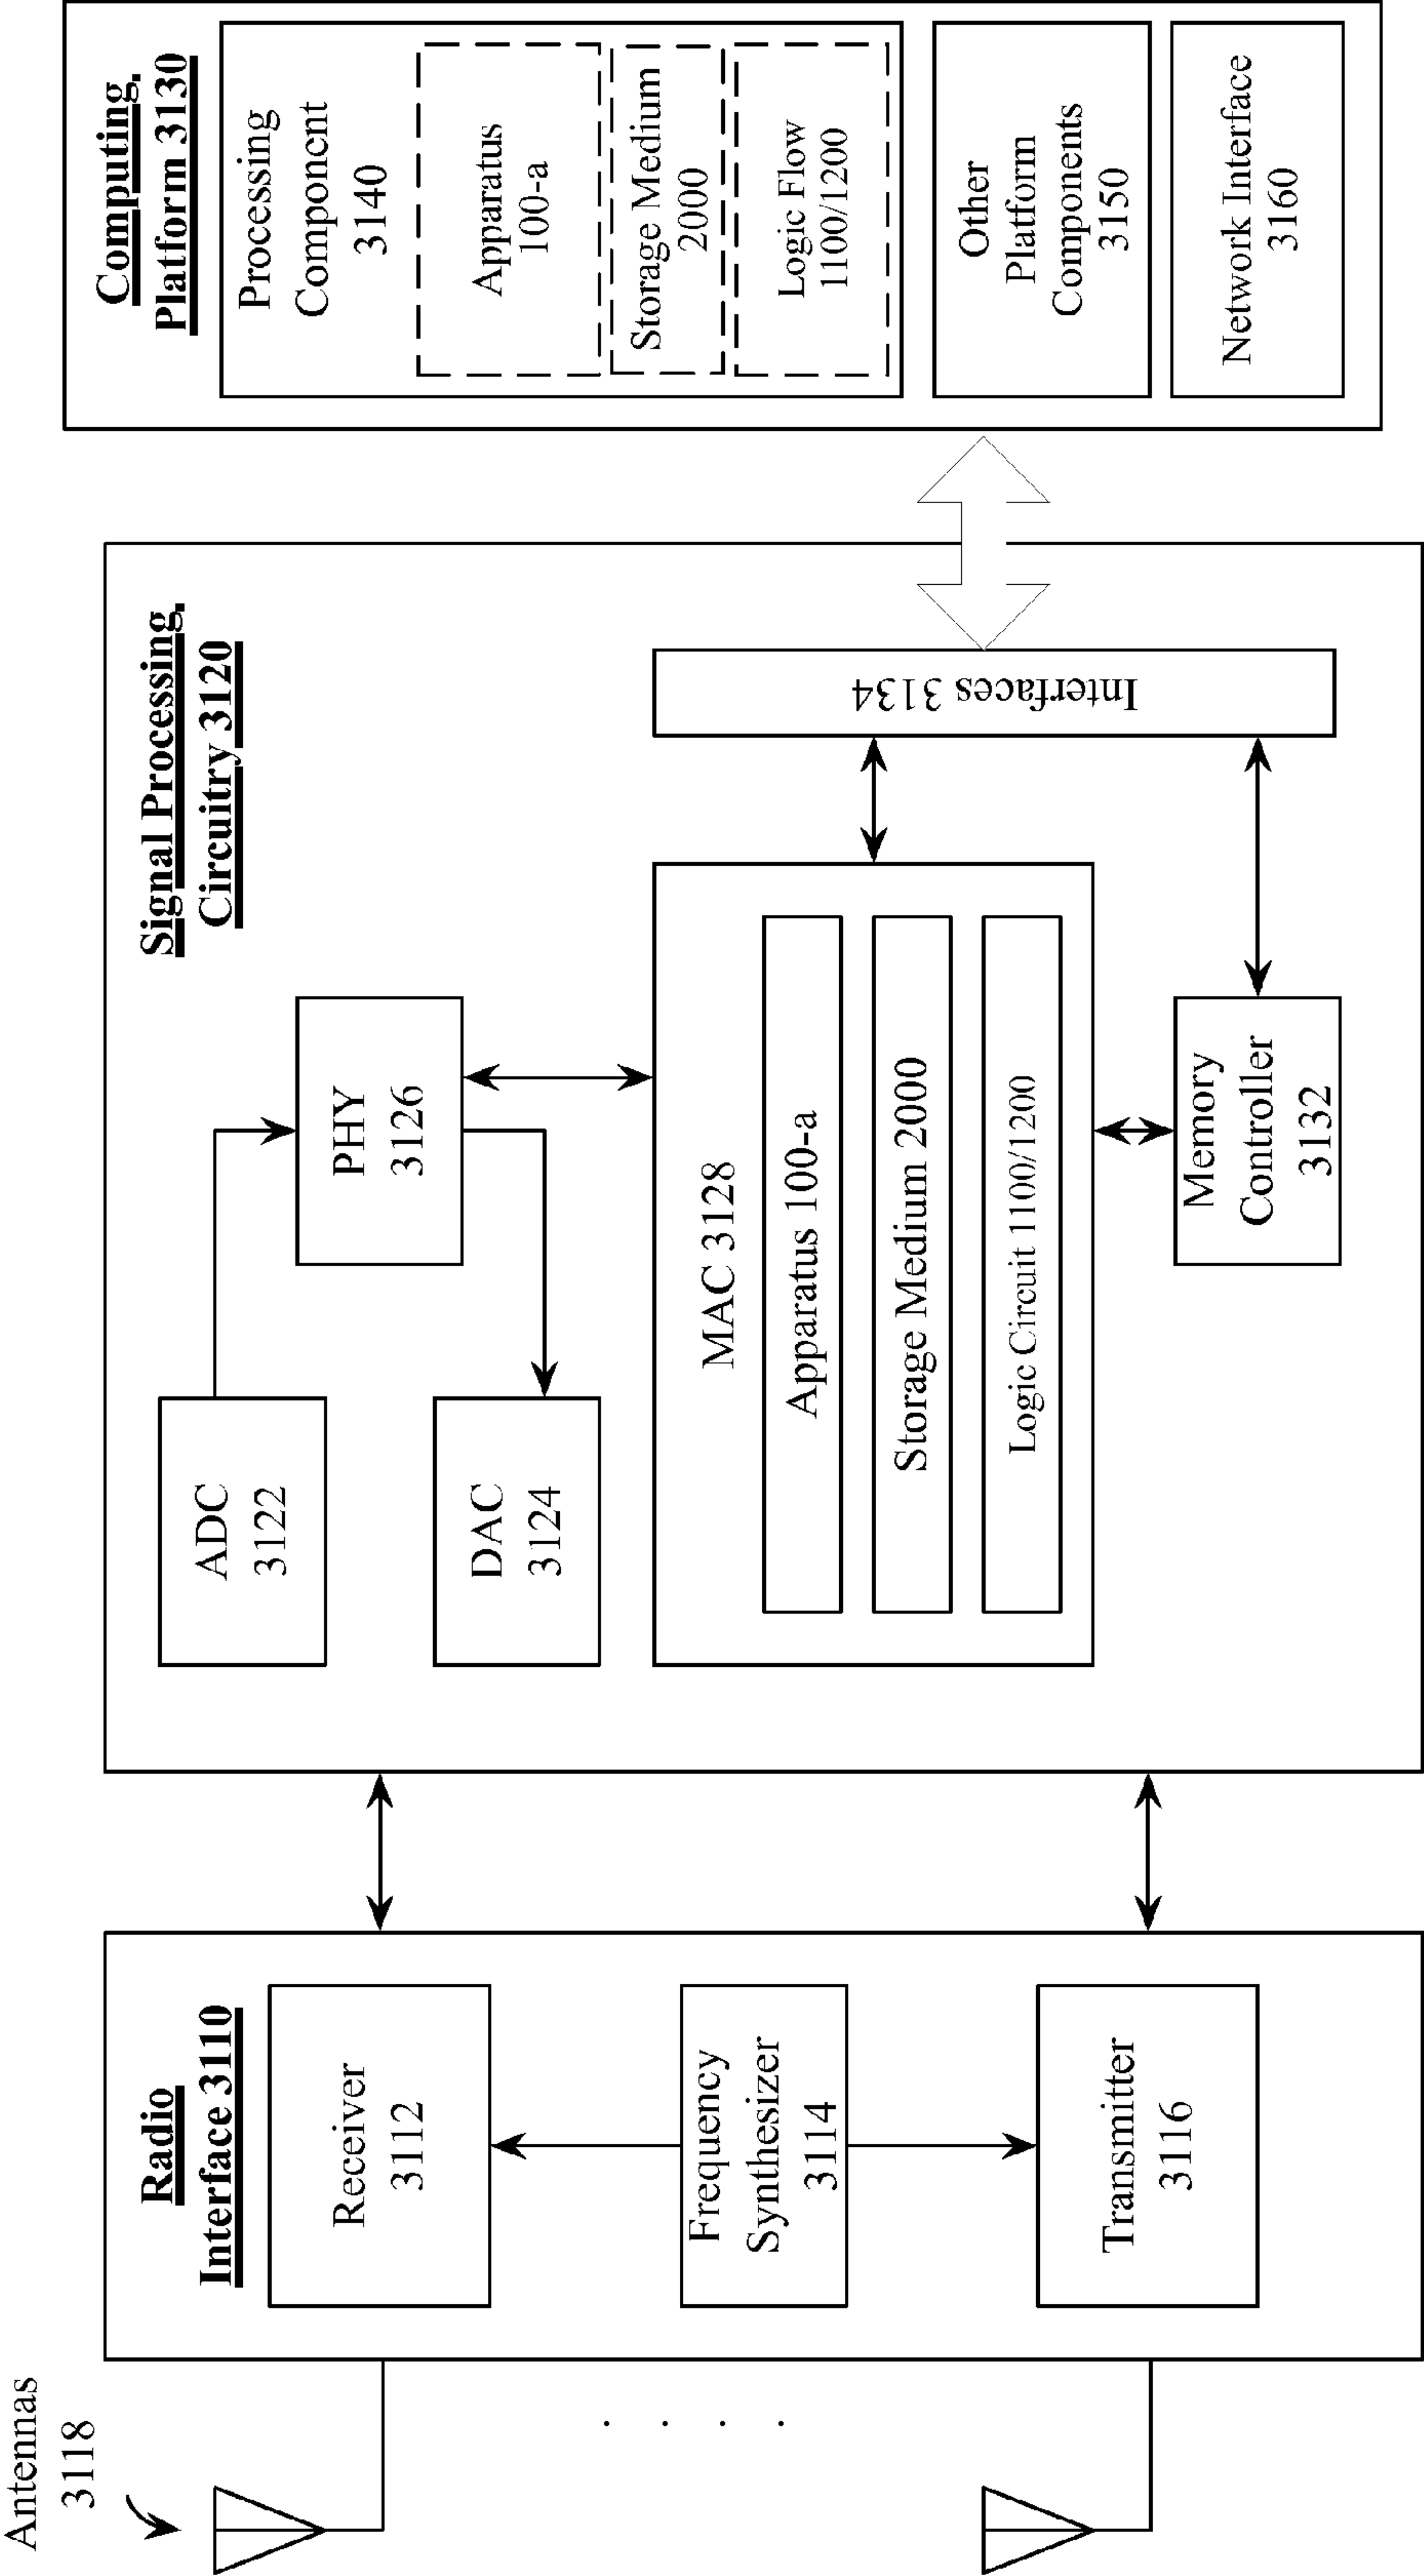 Antennas
3118
Radio
Interface 3110
Receiver
3112
Frequency
Synthesizer
3114
Transmitter
3116
Signal Processing
Circuitry 3120
ADC
3122
DAC
3124
PHY
3126
MAC 3128
Apparatus 100-a
Storage Medium 2000
Logic Circuit 1100/1200
Memory
Controller
3132
Interfaces 3134
Computing
Platform 3130
Processing
Component
3140
Apparatus
100-a
Storage Medium
2000
Logic Flow
1100/1200
Other
Platform
Components
3150
Network Interface
3160